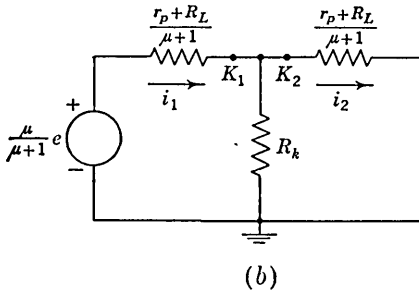 (r_p + R_L)/(μ+1) (r_p + R_L)/(μ+1)
K_1 K_2
i_1 i_2
+
μ/(μ+1) e
−
R_k
(b)